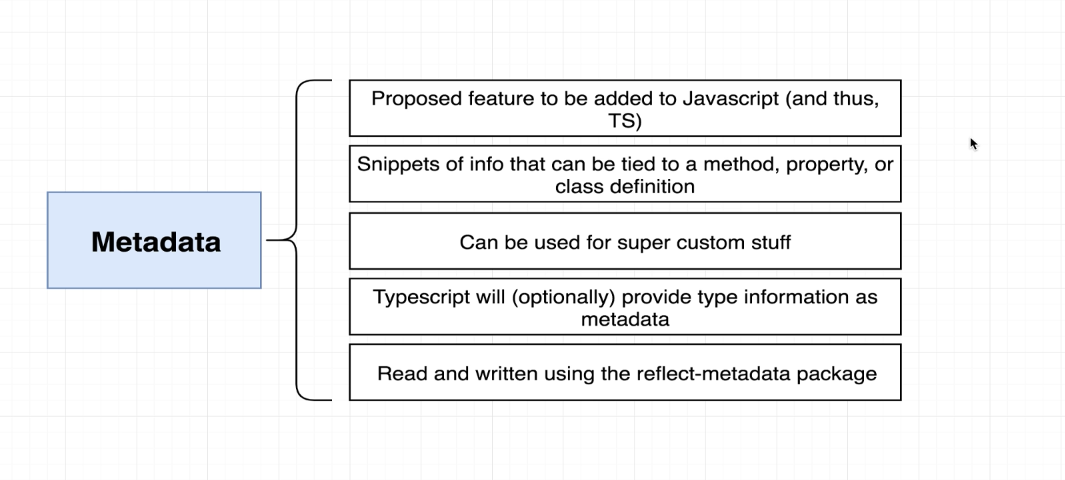 Metadata
Proposed feature to be added to Javascript (and thus,
TS)
Snippets of info that can be tied to a method, property, or
class definition
Can be used for super custom stuff
Typescript will (optionally) provide type information as
metadata
Read and written using the reflect-metadata package